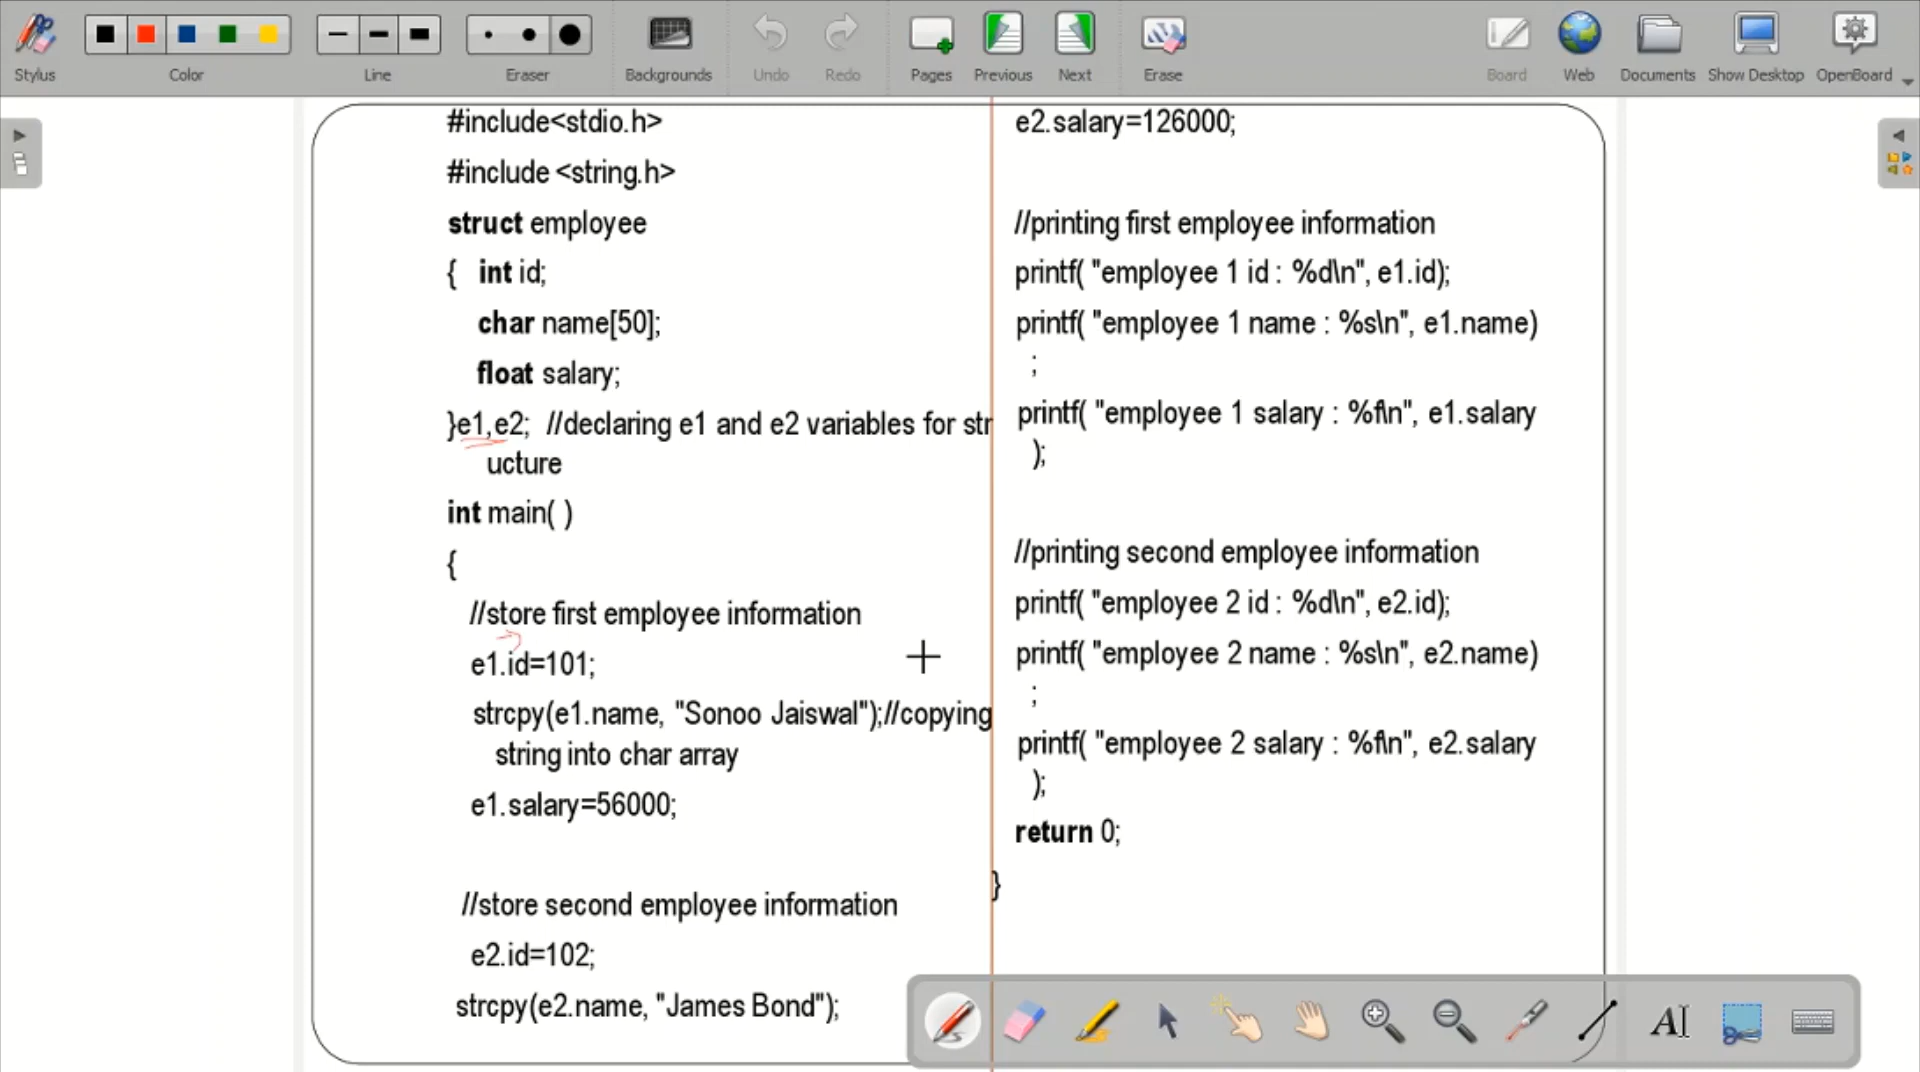 Stylus
Color
Line
Eraser
Backgrounds
Undo
Redo
Pages
Previous
Next
Erase
Board
Web
Documents
Show Desktop
OpenBoard
#include<stdio.h>
#include <string.h>
struct employee
{ int id;
char name[50];
float salary;
}e1,e2; //declaring e1 and e2 variables for str
ucture
int main( )
{
//store first employee information
e1.id=101;
strcpy(e1.name, "Sonoo Jaiswal");//copying
string into char array
e1.salary=56000;
//store second employee information
e2.id=102;
strcpy(e2.name, "James Bond");
e2.salary=126000;
//printing first employee information
printf( "employee 1 id : %d\n", e1.id);
printf( "employee 1 name : %s\n", e1.name)
;
printf( "employee 1 salary : %f\n", e1.salary
);
//printing second employee information
printf( "employee 2 id : %d\n", e2.id);
printf( "employee 2 name : %s\n", e2.name)
;
printf( "employee 2 salary : %f\n", e2.salary
);
return 0;
}
AI